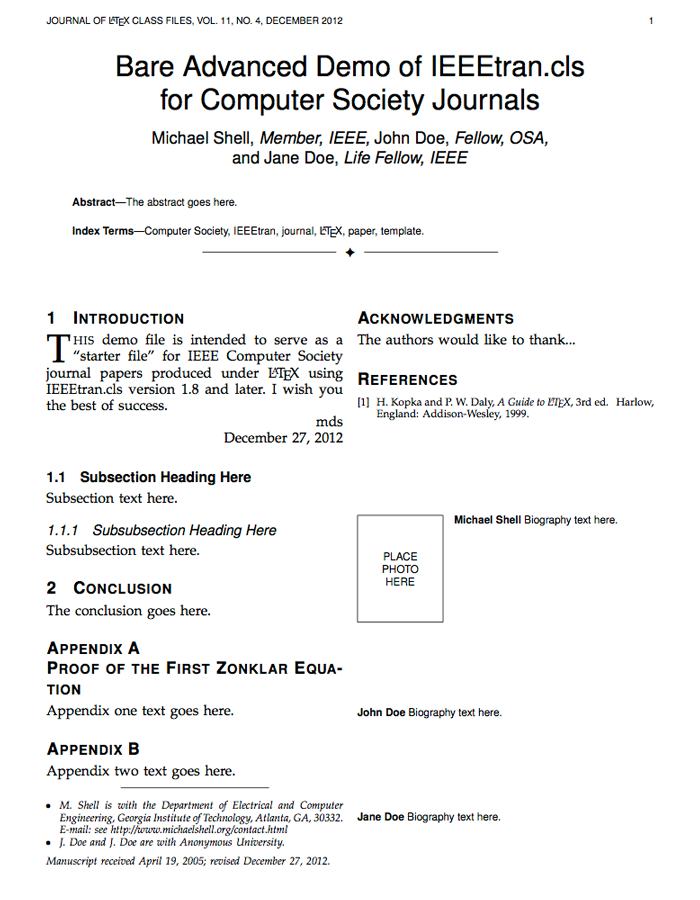 JOURNAL OF LATEX CLASS FILES, VOL. 11, NO. 4, DECEMBER 2012
1
Bare Advanced Demo of IEEEtran.cls
for Computer Society Journals
Michael Shell, Member, IEEE, John Doe, Fellow, OSA,
and Jane Doe, Life Fellow, IEEE
Abstract—The abstract goes here.
Index Terms—Computer Society, IEEEtran, journal, LATEX, paper, template.
1 INTRODUCTION
THIS demo file is intended to serve as a
“starter file” for IEEE Computer Society
journal papers produced under LATEX using
IEEEtran.cls version 1.8 and later. I wish you
the best of success.
mds
December 27, 2012
1.1 Subsection Heading Here
Subsection text here.
1.1.1 Subsubsection Heading Here
Subsubsection text here.
2 CONCLUSION
The conclusion goes here.
APPENDIX A
PROOF OF THE FIRST ZONKLAR EQUA-
TION
Appendix one text goes here.
APPENDIX B
Appendix two text goes here.
• M. Shell is with the Department of Electrical and Computer
Engineering, Georgia Institute of Technology, Atlanta, GA, 30332.
E-mail: see http://www.michaelshell.org/contact.html
• J. Doe and J. Doe are with Anonymous University.
Manuscript received April 19, 2005; revised December 27, 2012.
ACKNOWLEDGMENTS
The authors would like to thank...
REFERENCES
[1] H. Kopka and P. W. Daly, A Guide to LATEX, 3rd ed. Harlow,
England: Addison-Wesley, 1999.
PLACE
PHOTO
HERE
Michael Shell Biography text here.
John Doe Biography text here.
Jane Doe Biography text here.